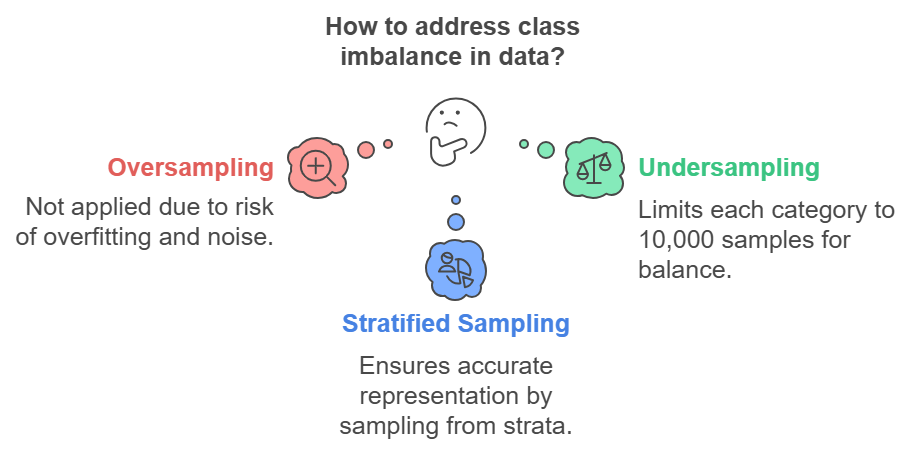 How to address class
imbalance in data?
Oversampling
Not applied due to risk
of overfitting and noise.
Undersampling
Limits each category to
10,000 samples for
balance.
Stratified Sampling
Ensures accurate
representation by
sampling from strata.